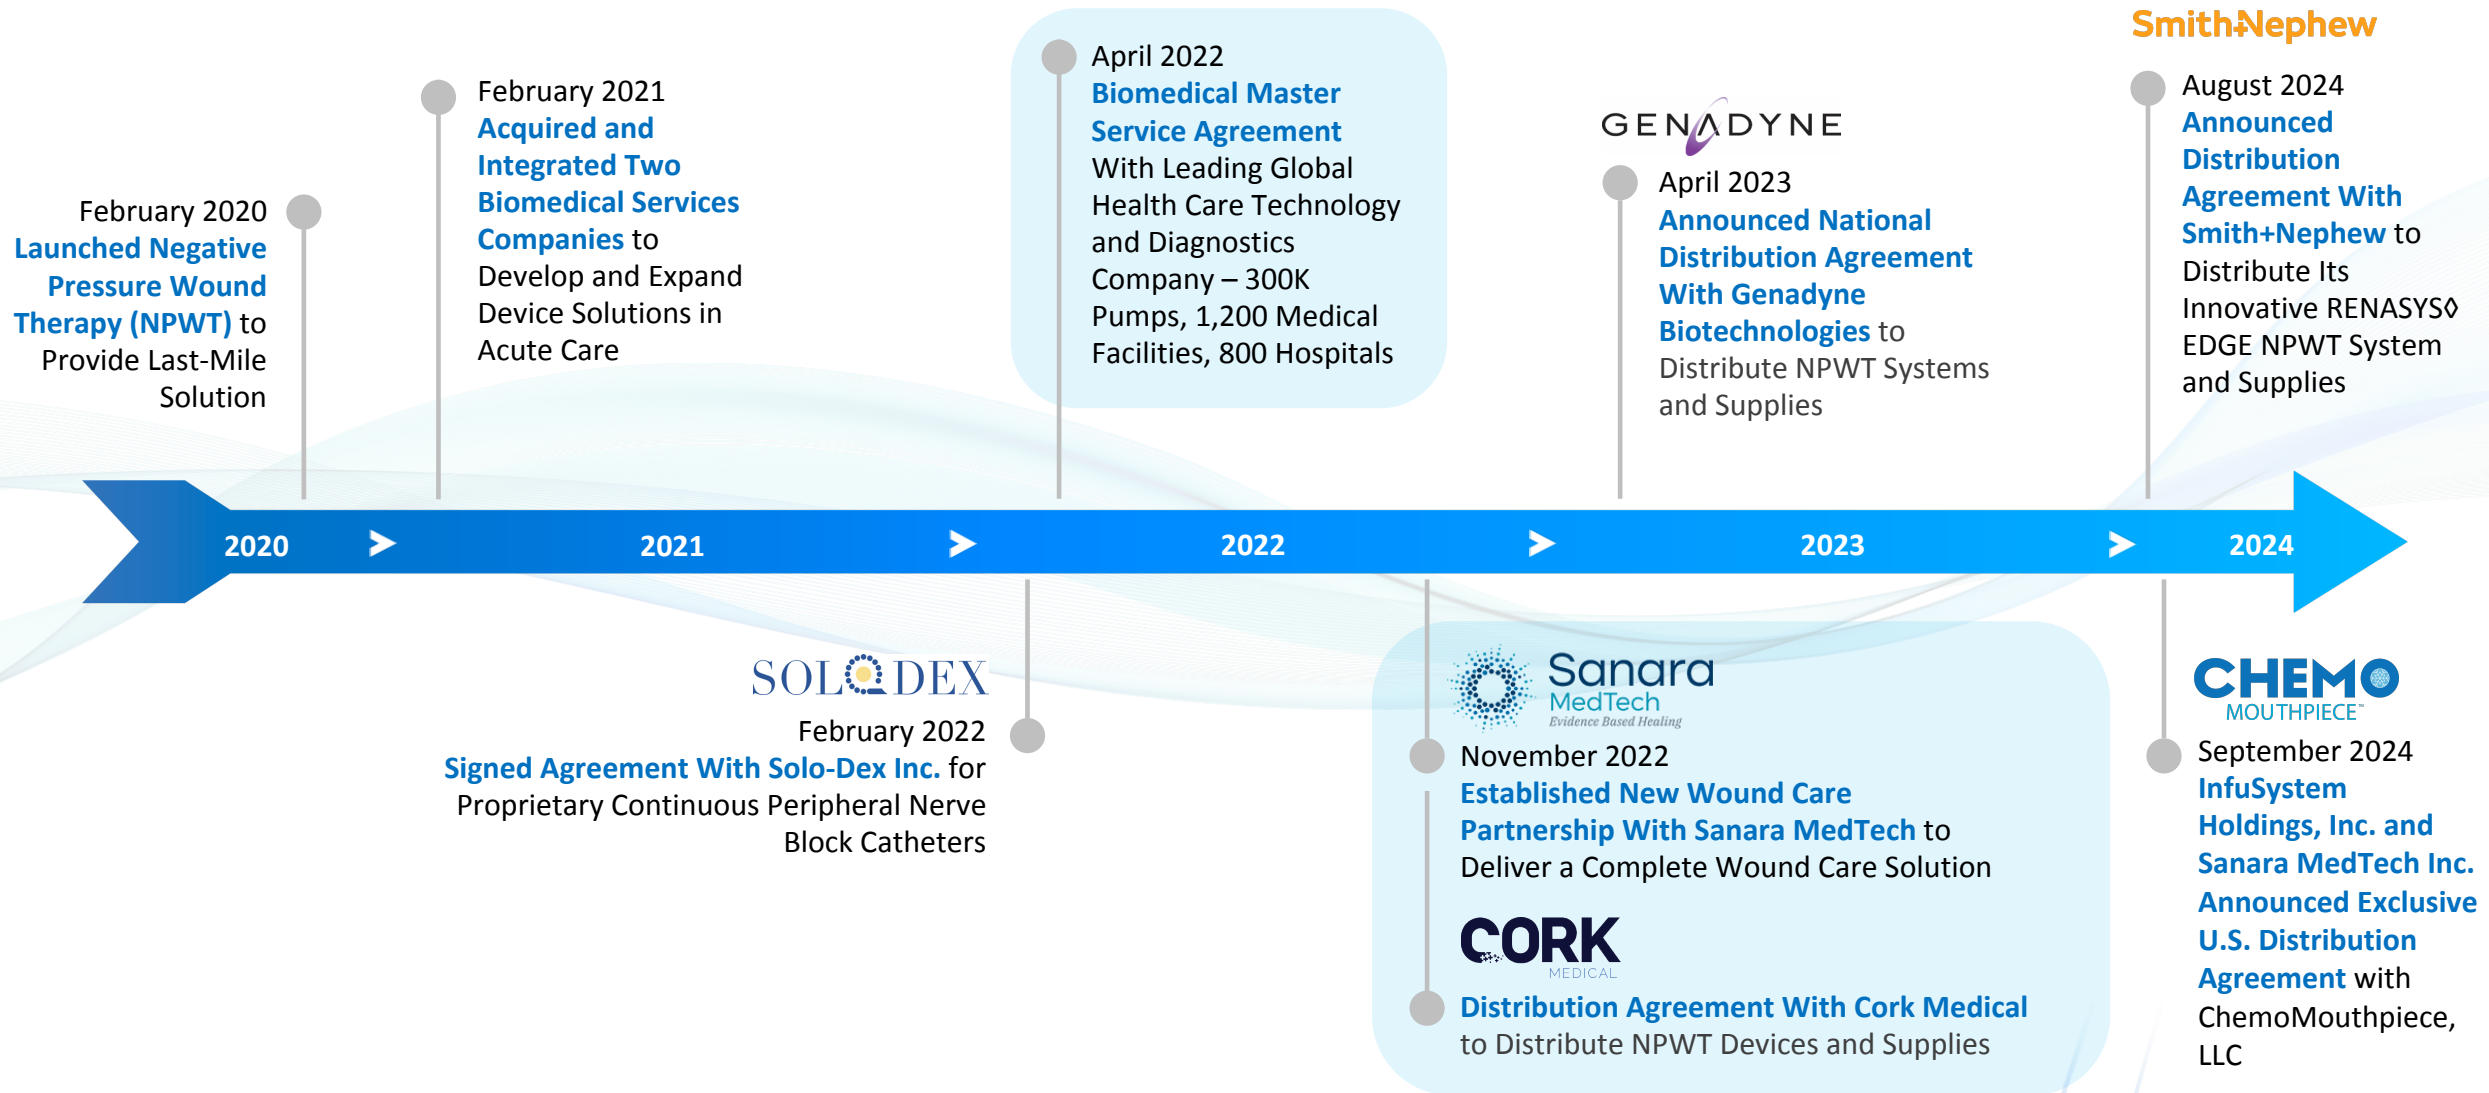 February 2020
Launched Negative
Pressure Wound
Therapy (NPWT) to
Provide Last-Mile
Solution
February 2021
Acquired and
Integrated Two
Biomedical Services
Companies to
Develop and Expand
Device Solutions in
Acute Care
April 2022
Biomedical Master
Service Agreement
With Leading Global
Health Care Technology
and Diagnostics
Company – 300K
Pumps, 1,200 Medical
Facilities, 800 Hospitals
GENADYNE
April 2023
Announced National
Distribution Agreement
With Genadyne
Biotechnologies to
Distribute NPWT Systems
and Supplies
Smith+Nephew
August 2024
Announced
Distribution
Agreement With
Smith+Nephew to
Distribute Its
Innovative RENASYS◊
EDGE NPWT System
and Supplies
2020 > 2021 > 2022 > 2023 > 2024
SOLODEX
February 2022
Signed Agreement With Solo-Dex Inc. for
Proprietary Continuous Peripheral Nerve
Block Catheters
Sanara
MedTech
Evidence Based Healing
November 2022
Established New Wound Care
Partnership With Sanara MedTech to
Deliver a Complete Wound Care Solution
CORK
MEDICAL
Distribution Agreement With Cork Medical
to Distribute NPWT Devices and Supplies
CHEMO
MOUTHPIECE™
September 2024
InfuSystem
Holdings, Inc. and
Sanara MedTech Inc.
Announced Exclusive
U.S. Distribution
Agreement with
ChemoMouthpiece,
LLC